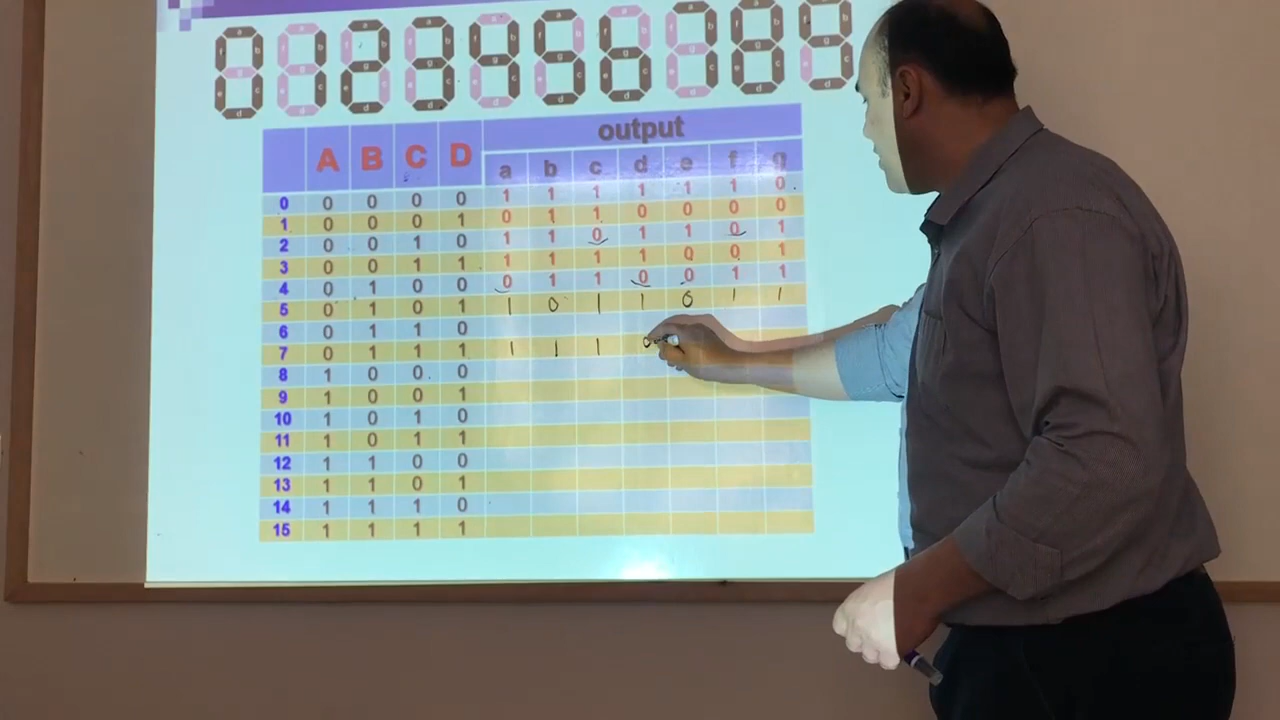 output
A B C D a b c d e f g
0 0 0 0 0 1 1 1 1 1 1 0
1 0 0 0 1 0 1 1 0 0 0 0
2 0 0 1 0 1 1 0 1 1 0 1
3 0 0 1 1 1 1 1 1 0 0 1
4 0 1 0 0 0 1 1 0 0 1 1
5 0 1 0 1 1 0 1 1 0 1 1
6 0 1 1 0
7 0 1 1 1 1 1 1 0
8 1 0 0 0
9 1 0 0 1
10 1 0 1 0
11 1 0 1 1
12 1 1 0 0
13 1 1 0 1
14 1 1 1 0
15 1 1 1 1